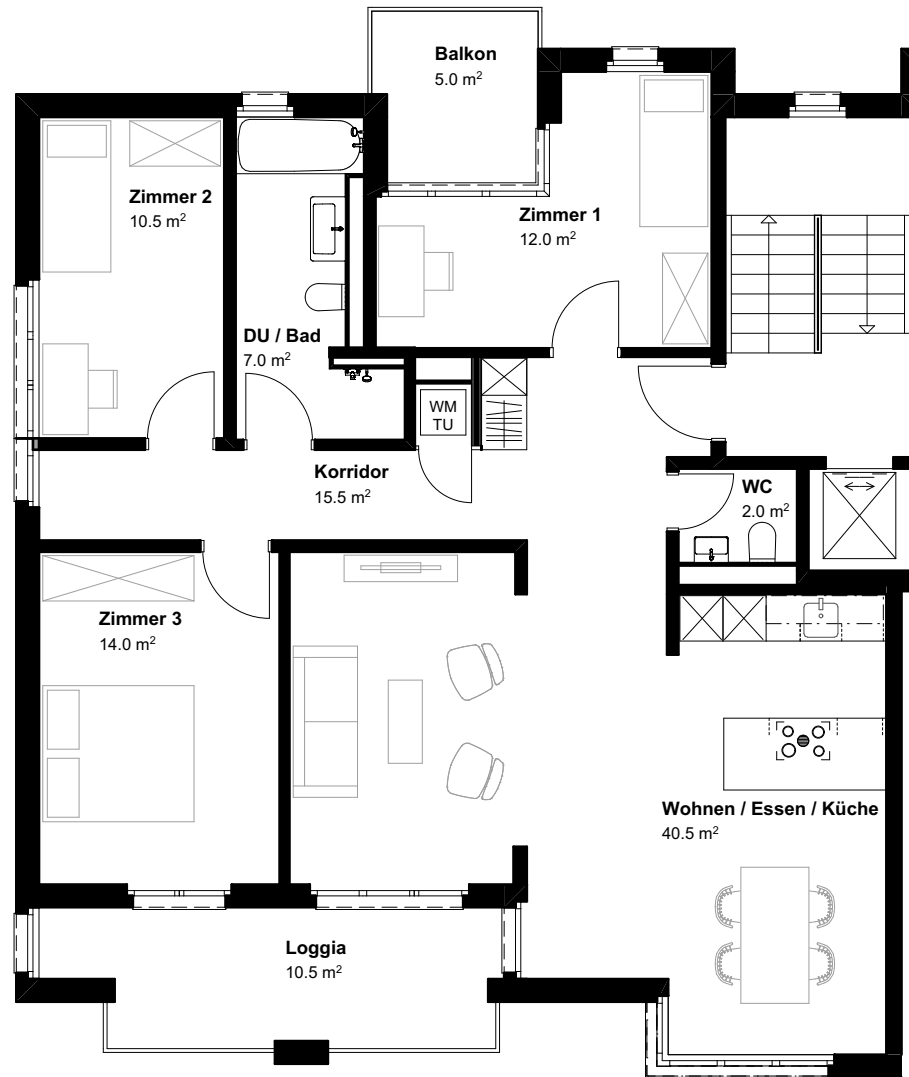 Balkon
5.0 m²
Zimmer 2
10.5 m²
Zimmer 1
12.0 m²
DU / Bad
7.0 m²
WM
TU
Korridor
15.5 m²
WC
2.0 m²
Zimmer 3
14.0 m²
Wohnen / Essen / Küche
40.5 m²
Loggia
10.5 m²